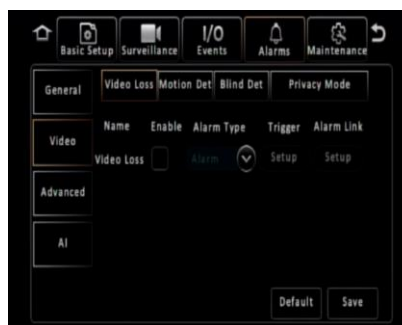 Basic Setup Surveillance I/O Events Alarms Maintenance
General Video Loss Motion Det Blind Det Privacy Mode
Name Enable Alarm Type Trigger Alarm Link
Video
Video Loss Alarm Setup Setup
Advanced
AI
Default Save